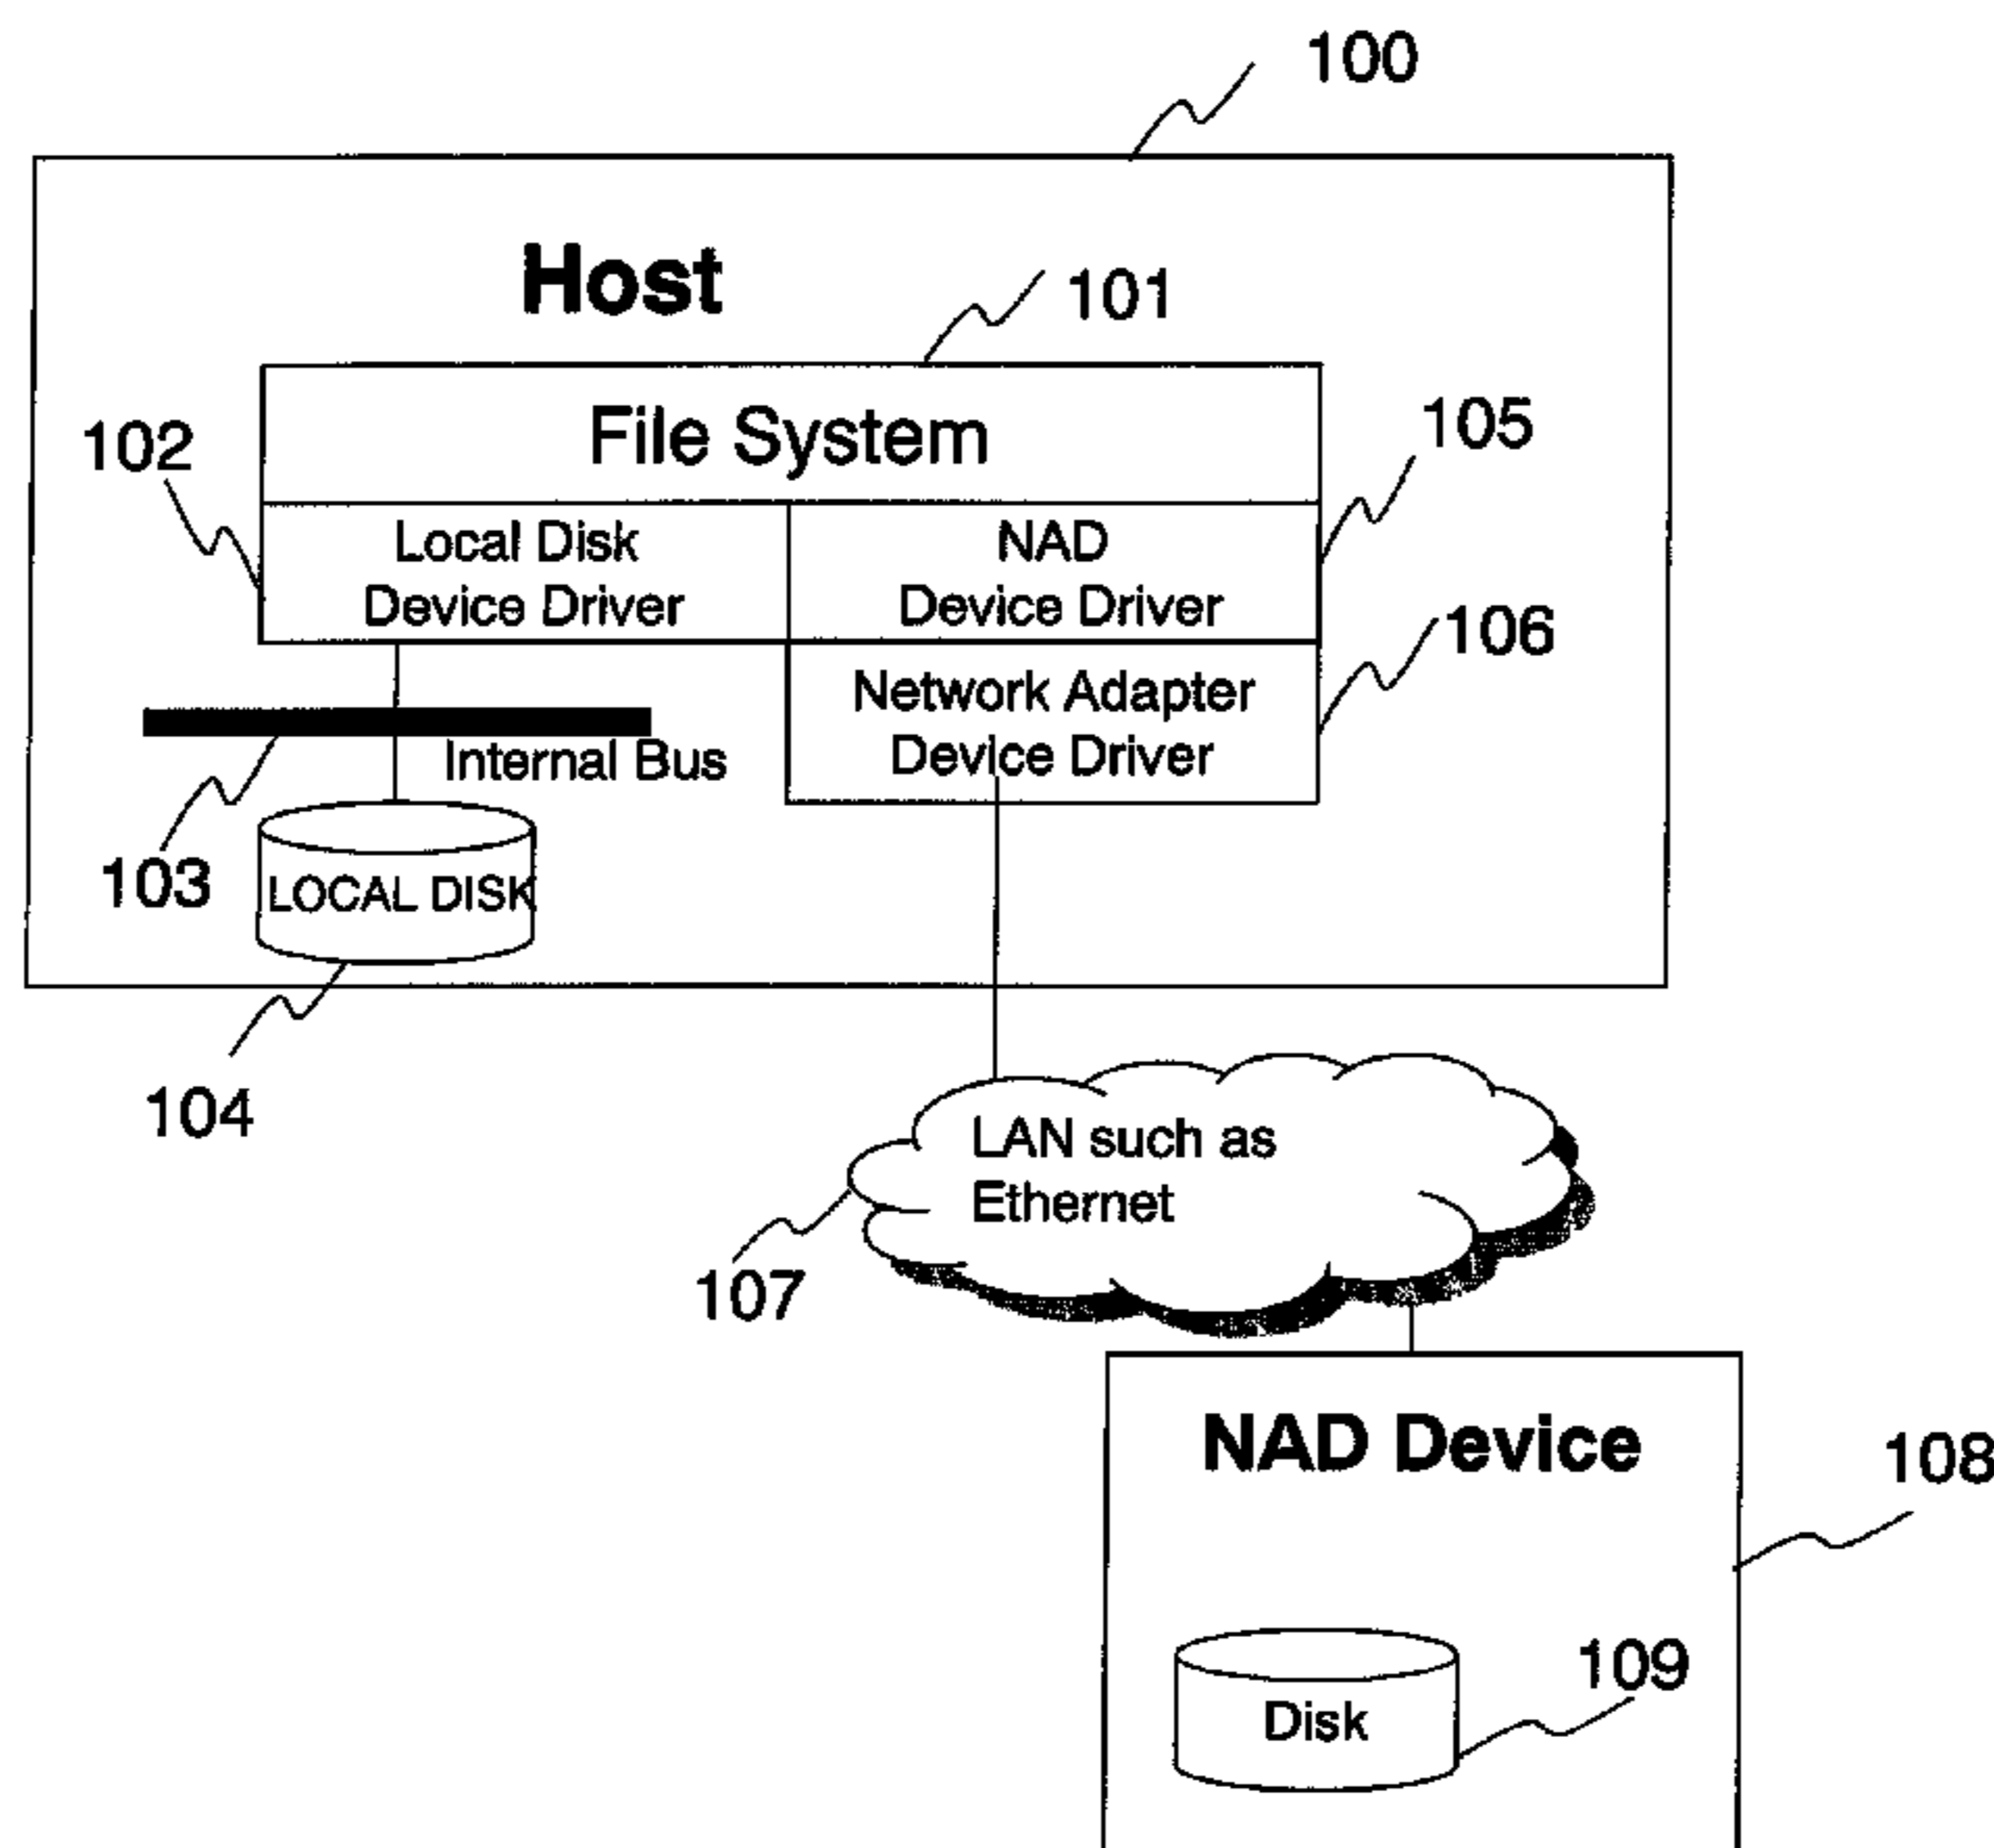 100
Host
101
File System
102
105
Local Disk
Device Driver
NAD
Device Driver
106
Network Adapter
Device Driver
Internal Bus
103
LOCAL DISK
104
LAN such as
Ethernet
107
NAD Device
108
109
Disk